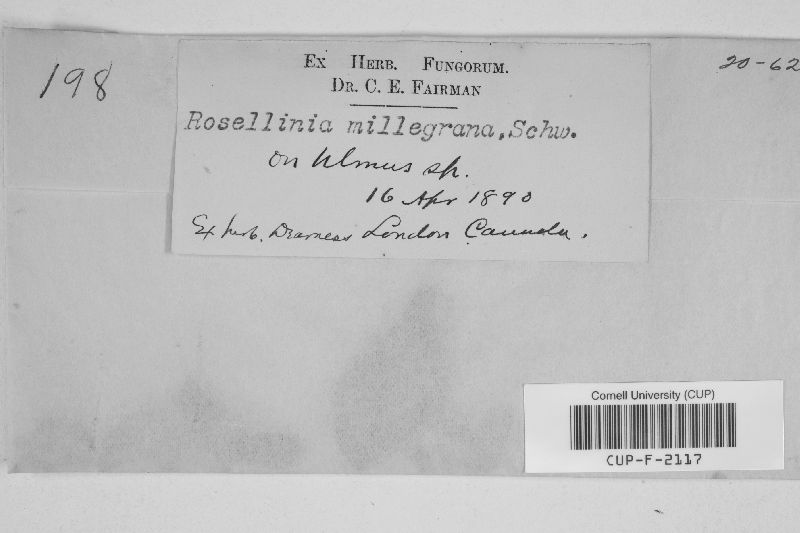 198
Ex Herb. Fungorum.
Dr. C. E. Fairman
20-62
Rosellinia millegrana, Schw.
on Ulmus sp.
16 Apr 1890
Ex herb. Dearness London Canada.
Cornell University (CUP)
CUP-F-2117